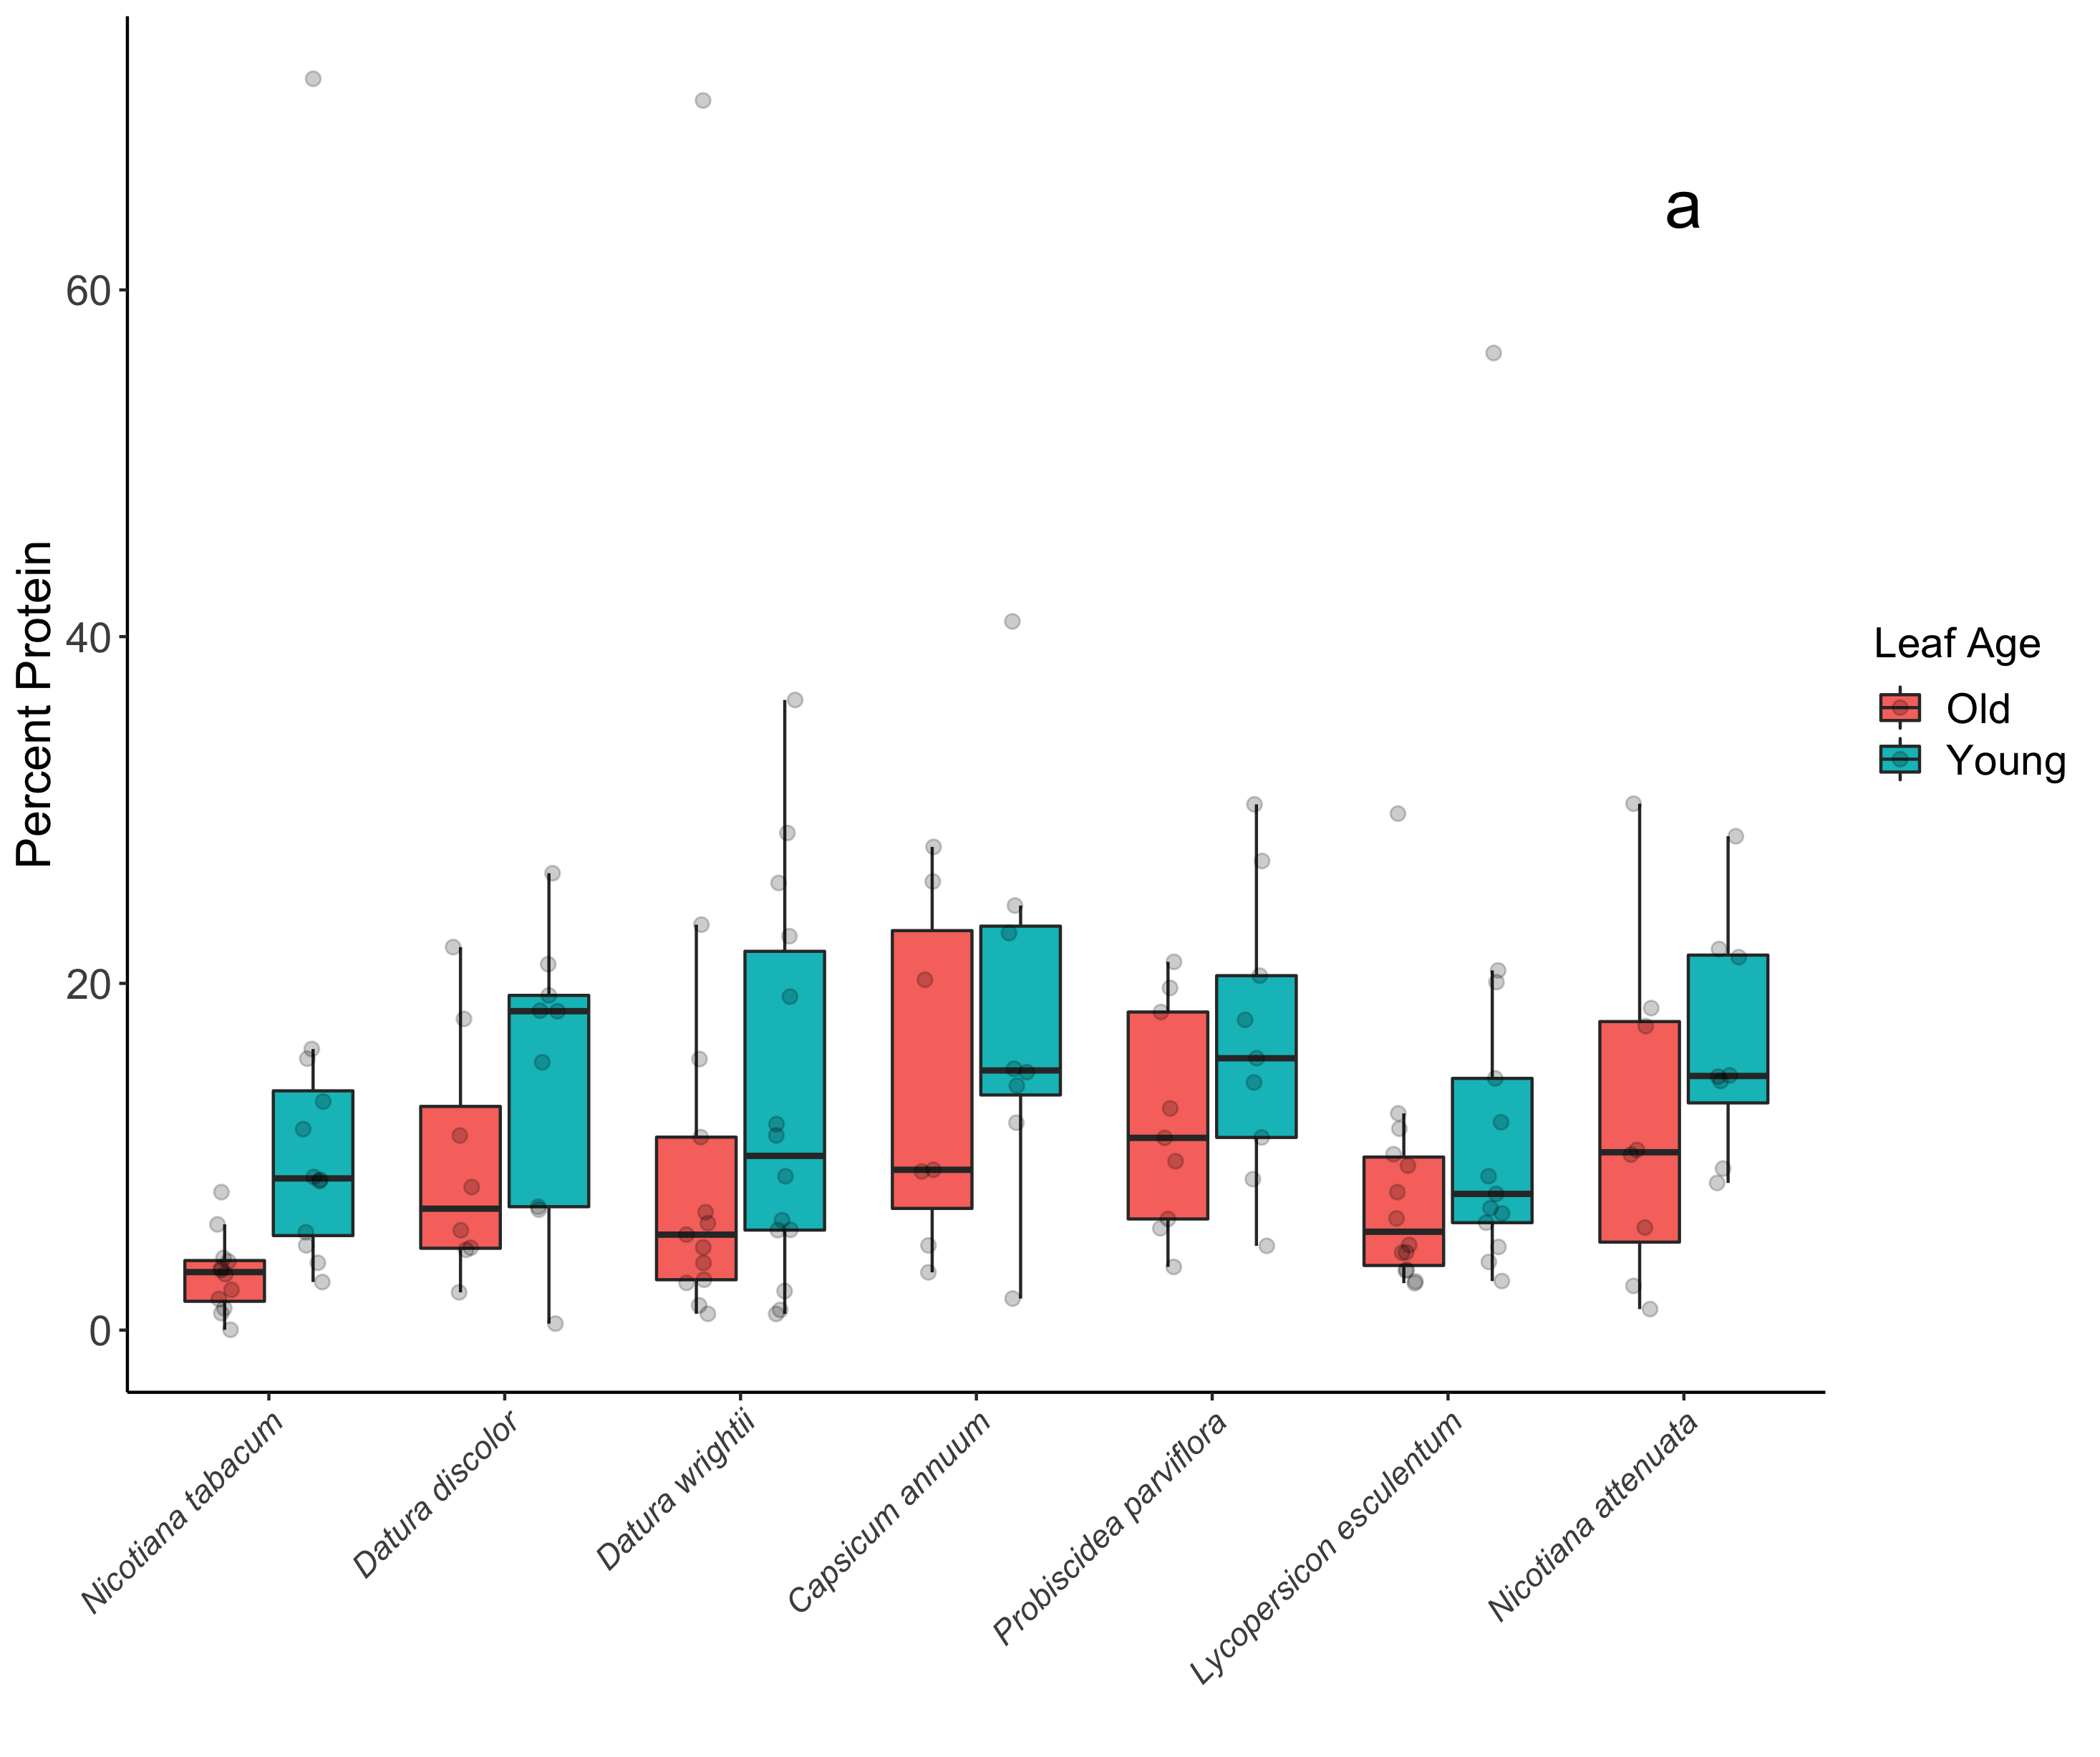 a
Percent Protein
60
40
20
0
Nicotiana tabacum
Datura discolor
Datura wrightii
Capsicum annuum
Probiscidea parviflora
Lycopersicon esculentum
Nicotiana attenuata
Leaf Age
Old
Young